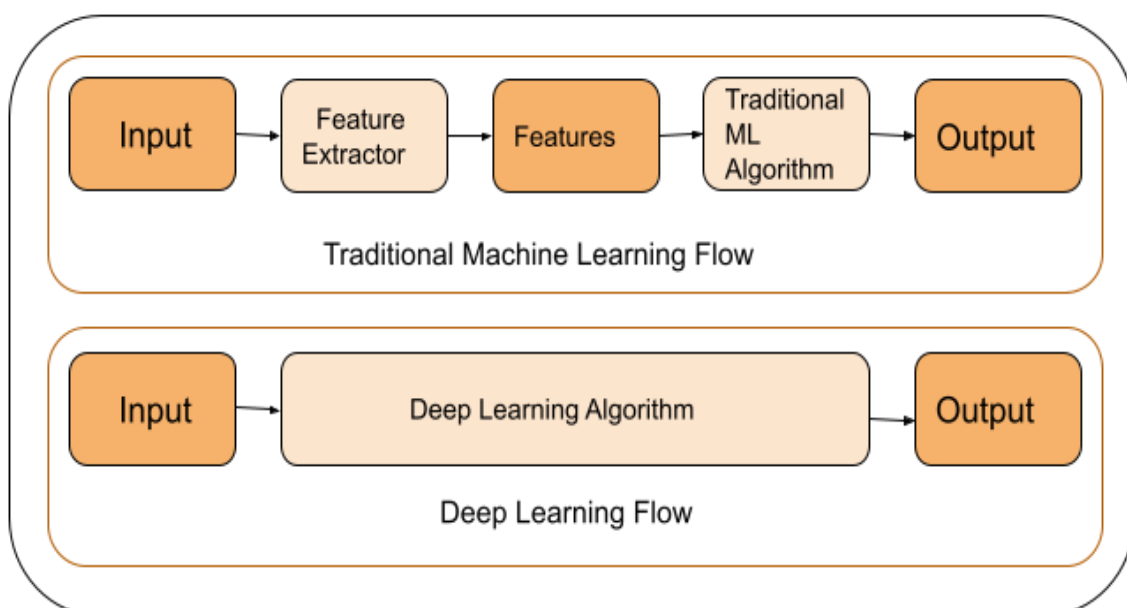 Input
Feature
Extractor
Features
Traditional
ML
Algorithm
Output
Traditional Machine Learning Flow
Input
Deep Learning Algorithm
Output
Deep Learning Flow